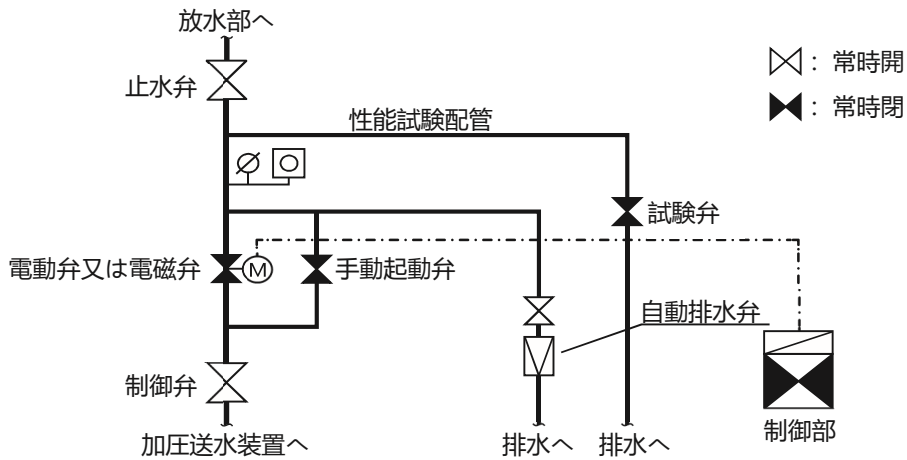 放水部へ
止水弁
：常時開
性能試験配管
：常時閉
試験弁
電動弁又は電磁弁
M
手動起動弁
自動排水弁
制御弁
制御部
加圧送水装置へ
排水へ
排水へ